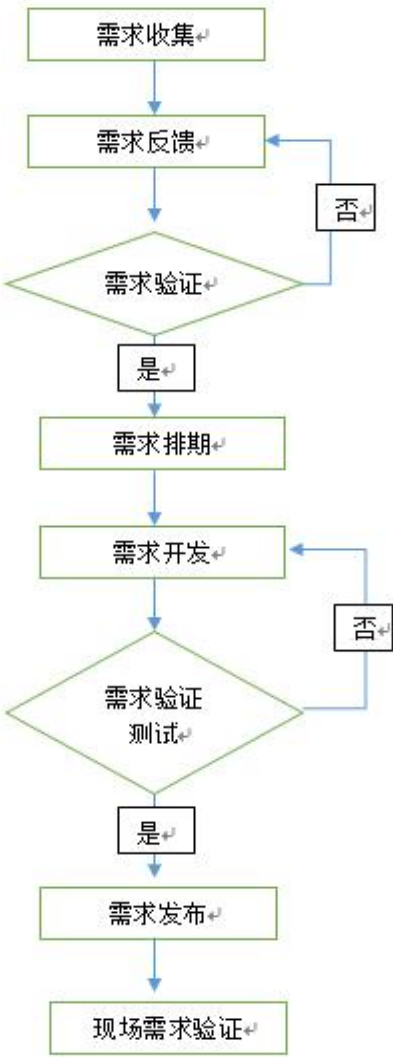 需求收集
需求反馈
否
需求验证
是
需求排期
需求开发
否
需求验证
测试
是
需求发布
现场需求验证